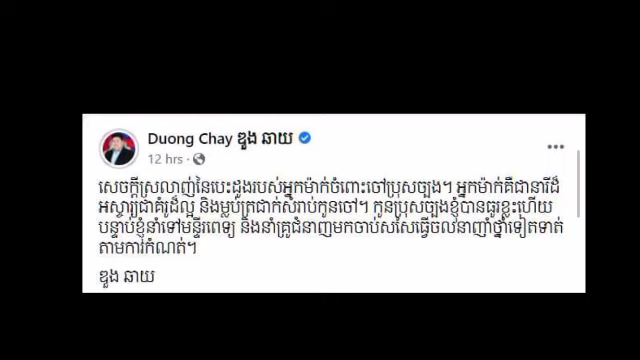 Duong Chay ឌួង ឆាយ
12 hrs ·
សេចក្ដីស្រលាញ់នៃបេះដូងរបស់អ្នកម៉ាក់ចំពោះចៅប្រុសច្បង។ អ្នកម៉ាក់គឺជានារីដ៏
អស្ចារ្យជាគំរូដ៏ល្អ និងម្លប់ត្រជាក់សំរាប់កូនចៅ។ កូនប្រុសច្បងខ្ញុំបានធូរខ្លះហើយ
បន្ទាប់ខ្ញុំនាំទៅមន្ទីរពេទ្យ និងនាំគ្រូជំនាញមកចាប់សរសៃធ្វើចលនាញ៉ាំថ្នាំទៀតទាត់
តាមការកំណត់។
ឌួង ឆាយ